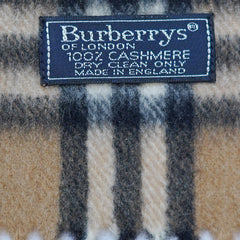 Burberrys®
OF LONDON
100% CASHMERE
DRY CLEAN ONLY
MADE IN ENGLAND